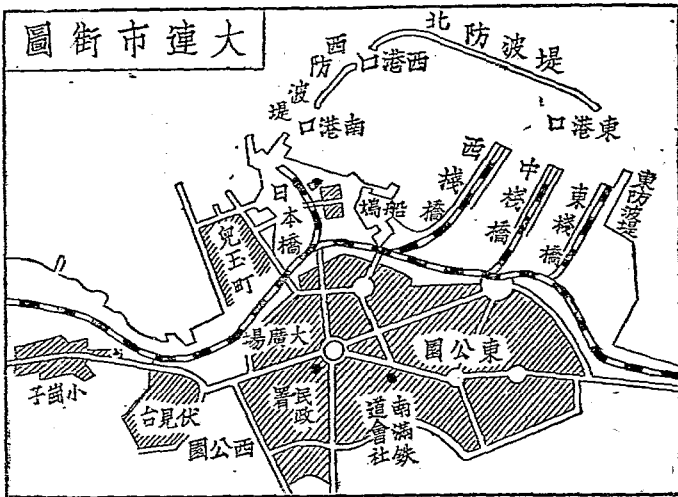 大連市街圖
北防波堤
西防波堤
西港口
南港口
東港口
東防波堤
西棧橋
中棧橋
東棧橋
船塢
日本橋
兒玉町
大廣場
東公園
小崗子
伏見台
西公園
民政署
南滿鉄
道會社